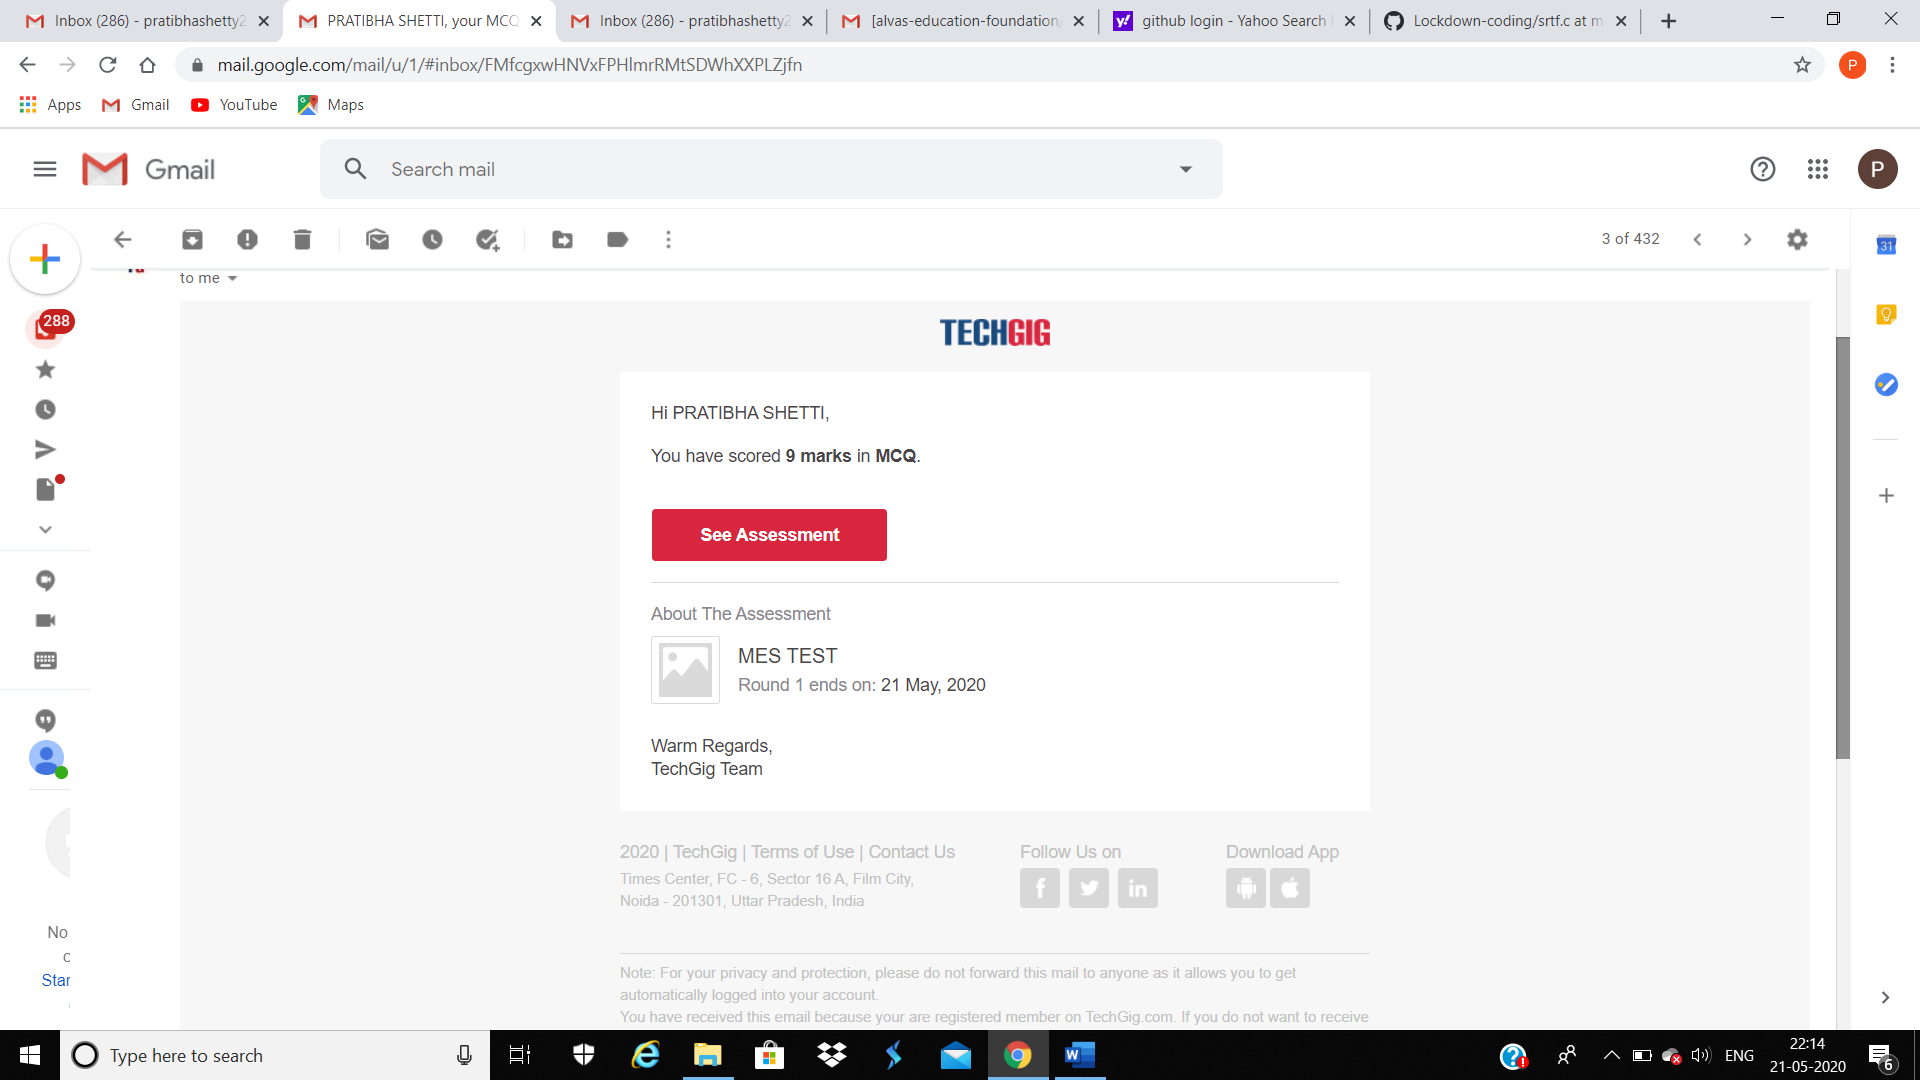 Inbox (286) - pratibhashetty2
PRATIBHA SHETTI, your MCQ
Inbox (286) - pratibhashetty2
[alvas-education-foundation/
github login - Yahoo Search
Lockdown-coding/srtf.c at m
mail.google.com/mail/u/1/#inbox/FMfcgxwHNVxFPHlmrRMtSDWhXXPLZjfn
P
Apps
Gmail
YouTube
Maps
Gmail
Search mail
P
3 of 432
31
to me
288
TECHGIG
Hi PRATIBHA SHETTI,
You have scored 9 marks in MCQ.
See Assessment
About The Assessment
MES TEST
Round 1 ends on: 21 May, 2020
Warm Regards,
TechGig Team
2020 | TechGig | Terms of Use | Contact Us
Times Center, FC - 6, Sector 16 A, Film City,
Noida - 201301, Uttar Pradesh, India
Follow Us on
Download App
No
Star
Note: For your privacy and protection, please do not forward this mail to anyone as it allows you to get
automatically logged into your account.
You have received this email because your are registered member on TechGig.com. If you do not want to receive
Type here to search
ENG
22:14
21-05-2020
6